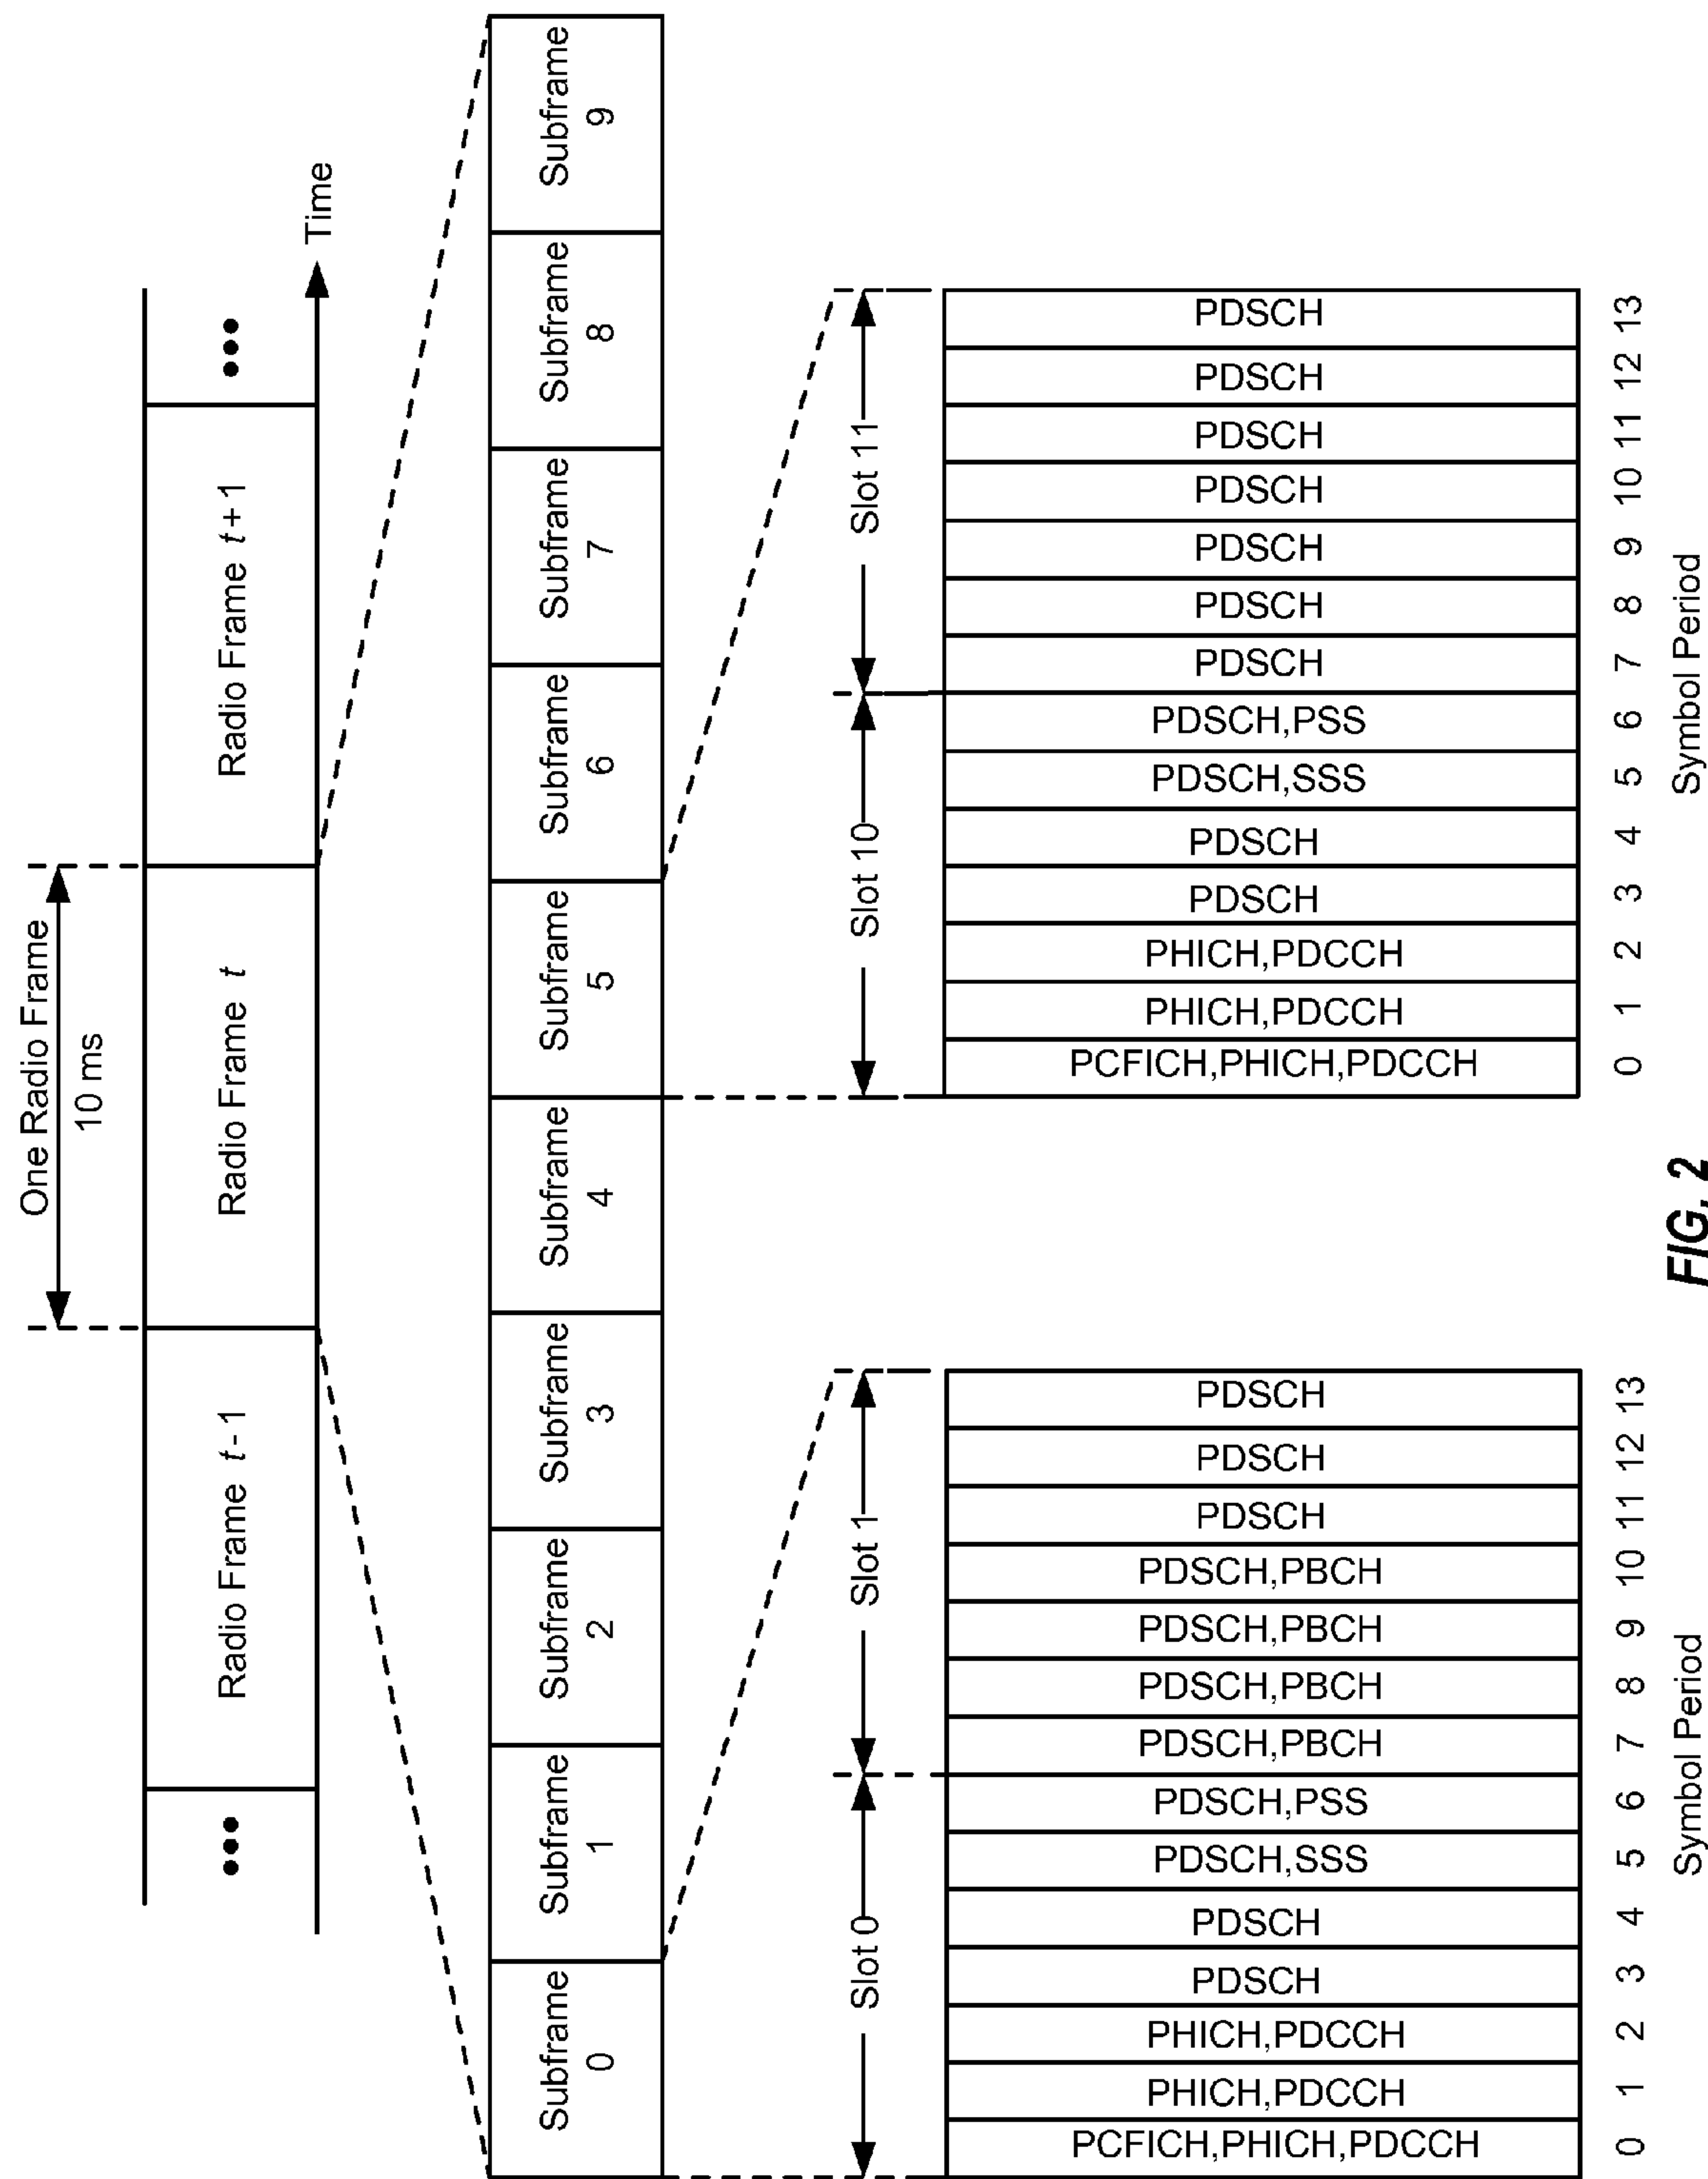 One Radio Frame
10 ms
••• Radio Frame t-1 Radio Frame t Radio Frame t+1 •••
Time
Subframe 0
Subframe 1
Subframe 2
Subframe 3
Subframe 4
Subframe 5
Subframe 6
Subframe 7
Subframe 8
Subframe 9
Slot 0 Slot 1
PCFICH,PHICH,PDCCH
PHICH,PDCCH
PHICH,PDCCH
PDSCH
PDSCH
PDSCH,SSS
PDSCH,PSS
PDSCH,PBCH
PDSCH,PBCH
PDSCH,PBCH
PDSCH,PBCH
PDSCH
PDSCH
PDSCH
0 1 2 3 4 5 6 7 8 9 10 11 12 13
Symbol Period
Slot 10 Slot 11
PCFICH,PHICH,PDCCH
PHICH,PDCCH
PHICH,PDCCH
PDSCH
PDSCH
PDSCH,SSS
PDSCH,PSS
PDSCH
PDSCH
PDSCH
PDSCH
PDSCH
PDSCH
PDSCH
0 1 2 3 4 5 6 7 8 9 10 11 12 13
Symbol Period
FIG. 2